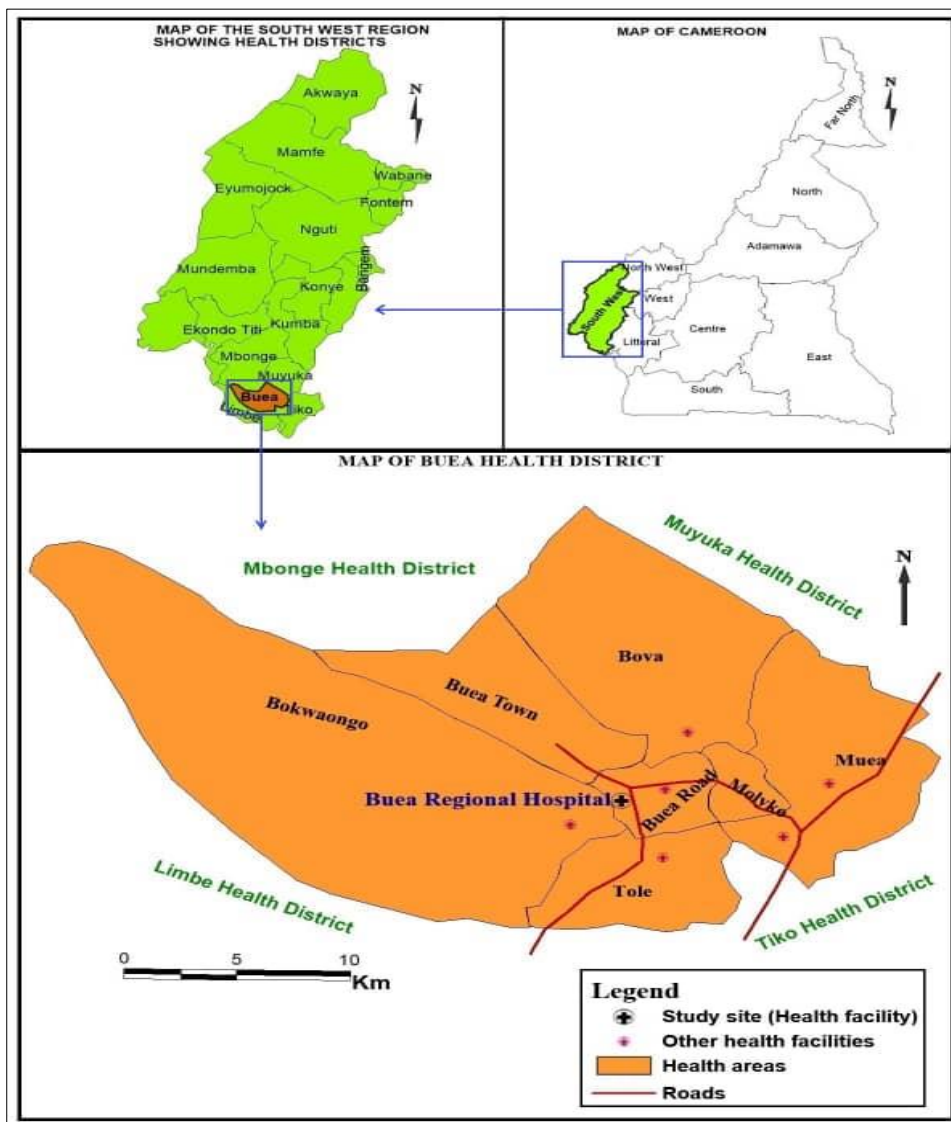 MAP OF THE SOUTH WEST REGION
SHOWING HEALTH DISTRICTS
N
Akwaya
Mamfe
Wabane
Eyumojock
Fontem
Nguti
Bangem
Mundemba
Konye
Ekondo Titi
Kumba
Mbonge
Muyuka
Buea
Limbe
iko
MAP OF CAMEROON
N
Far North
North
Adamawa
North West
West
South West
Littoral
Centre
East
South
MAP OF BUEA HEALTH DISTRICT
Mbonge Health District
Muyuka Health District
N
Bova
Buea Town
Bokwaongo
Muea
Molyko
Buea Road
Buea Regional Hospital
Tole
Limbe Health District
Tiko Health District
0 5 10
Km
Legend
Study site (Health facility)
Other health facilities
Health areas
Roads